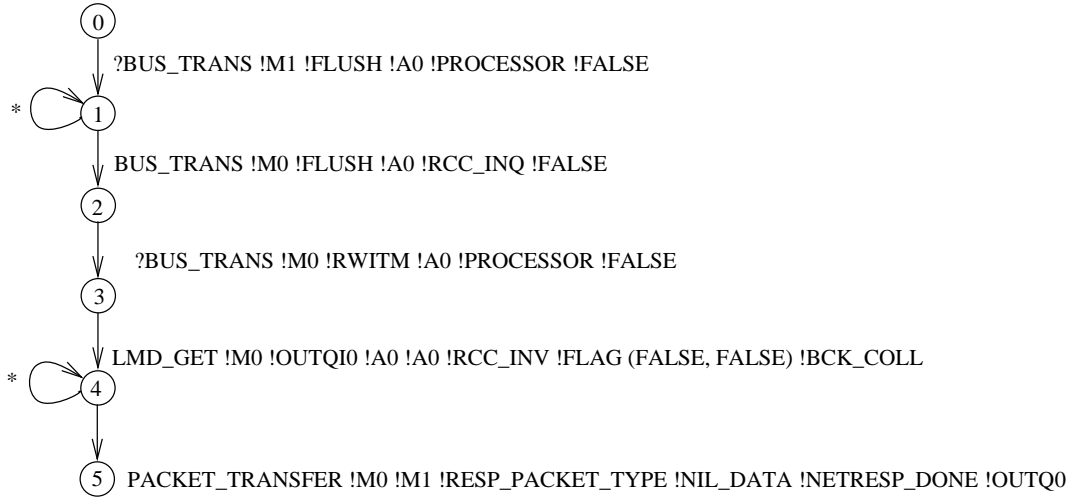 0
?BUS_TRANS !M1 !FLUSH !A0 !PROCESSOR !FALSE
*
1
BUS_TRANS !M0 !FLUSH !A0 !RCC_INQ !FALSE
2
?BUS_TRANS !M0 !RWITM !A0 !PROCESSOR !FALSE
3
LMD_GET !M0 !OUTQI0 !A0 !A0 !RCC_INV !FLAG (FALSE, FALSE) !BCK_COLL
*
4
5 PACKET_TRANSFER !M0 !M1 !RESP_PACKET_TYPE !NIL_DATA !NETRESP_DONE !OUTQ0